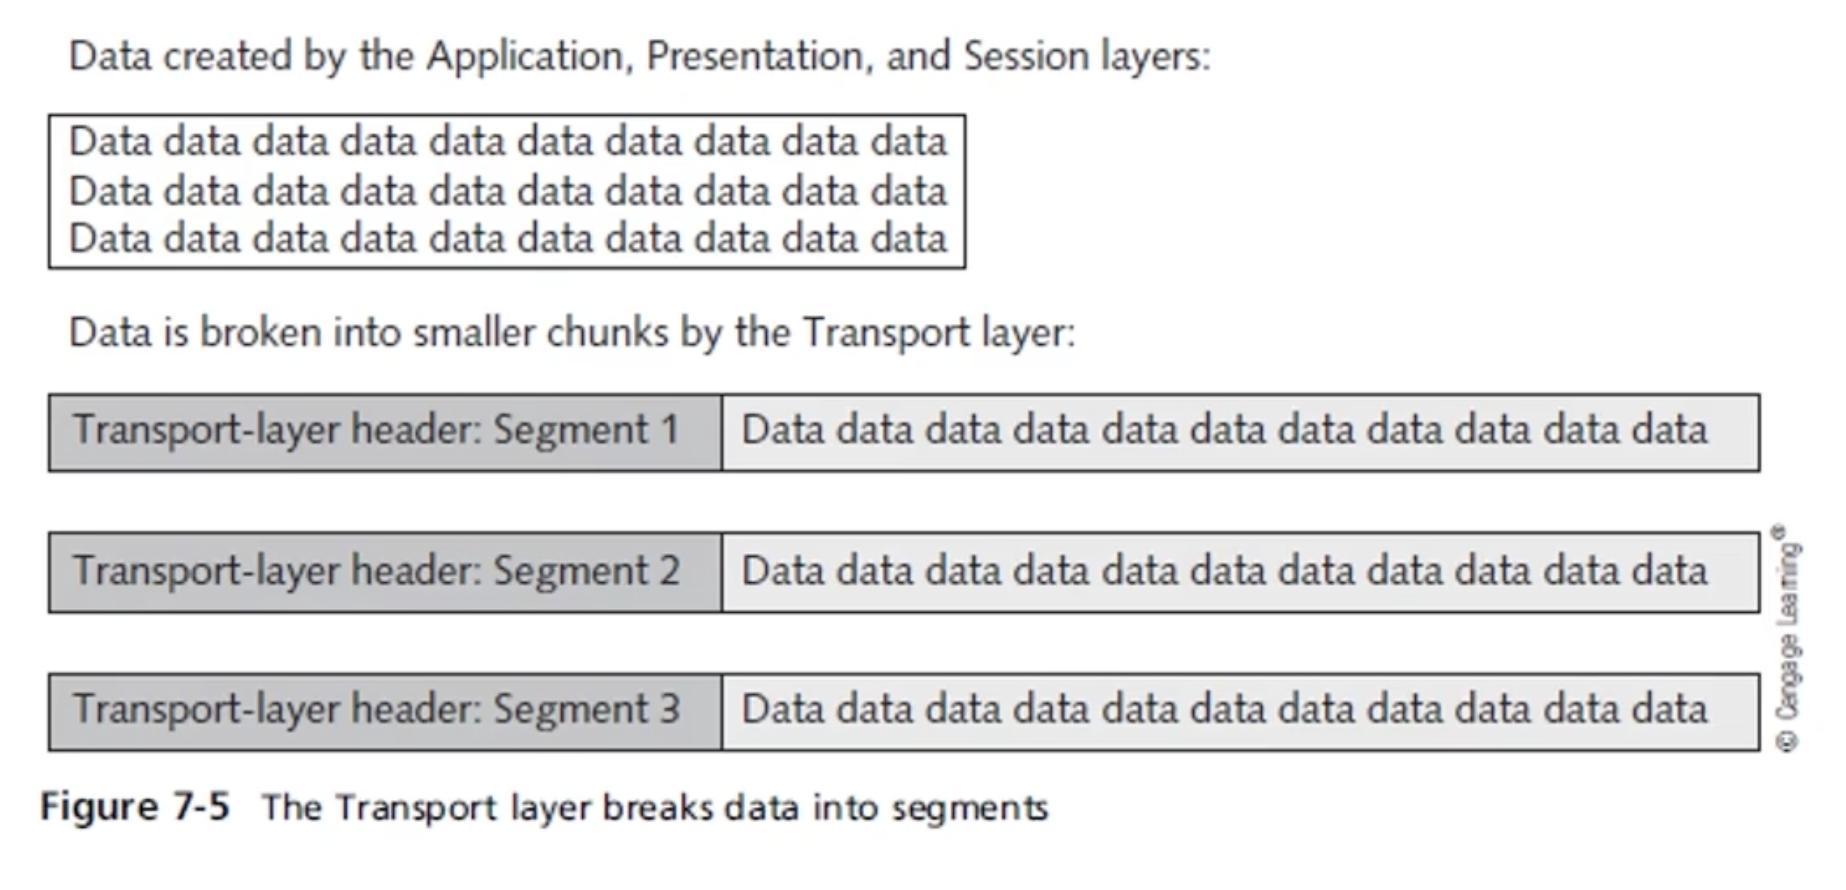 Data created by the Application, Presentation, and Session layers:
Data data data data data data data data data data
Data data data data data data data data data data
Data data data data data data data data data data
Data is broken into smaller chunks by the Transport layer:
Transport-layer header: Segment 1 Data data data data data data data data data data data
Transport-layer header: Segment 2 Data data data data data data data data data data data
Transport-layer header: Segment 3 Data data data data data data data data data data data
© Cengage Learning®
Figure 7-5 The Transport layer breaks data into segments